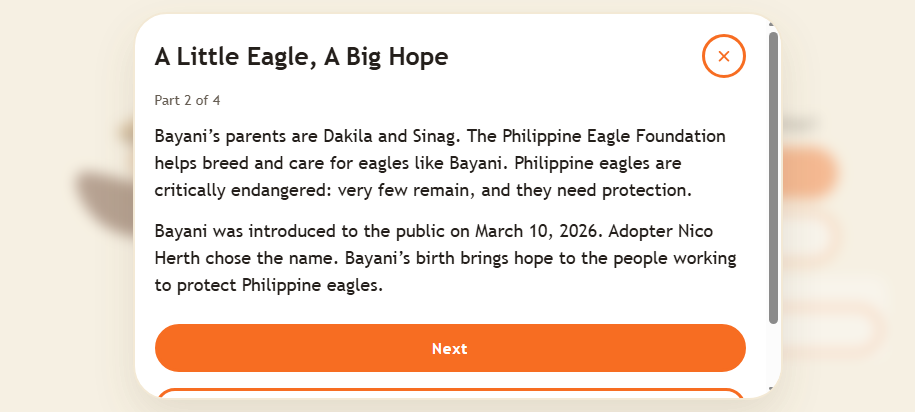 A Little Eagle, A Big Hope
Part 2 of 4
Bayani’s parents are Dakila and Sinag. The Philippine Eagle Foundation
helps breed and care for eagles like Bayani. Philippine eagles are
critically endangered: very few remain, and they need protection.
Bayani was introduced to the public on March 10, 2026. Adopter Nico
Herth chose the name. Bayani’s birth brings hope to the people working
to protect Philippine eagles.
Next